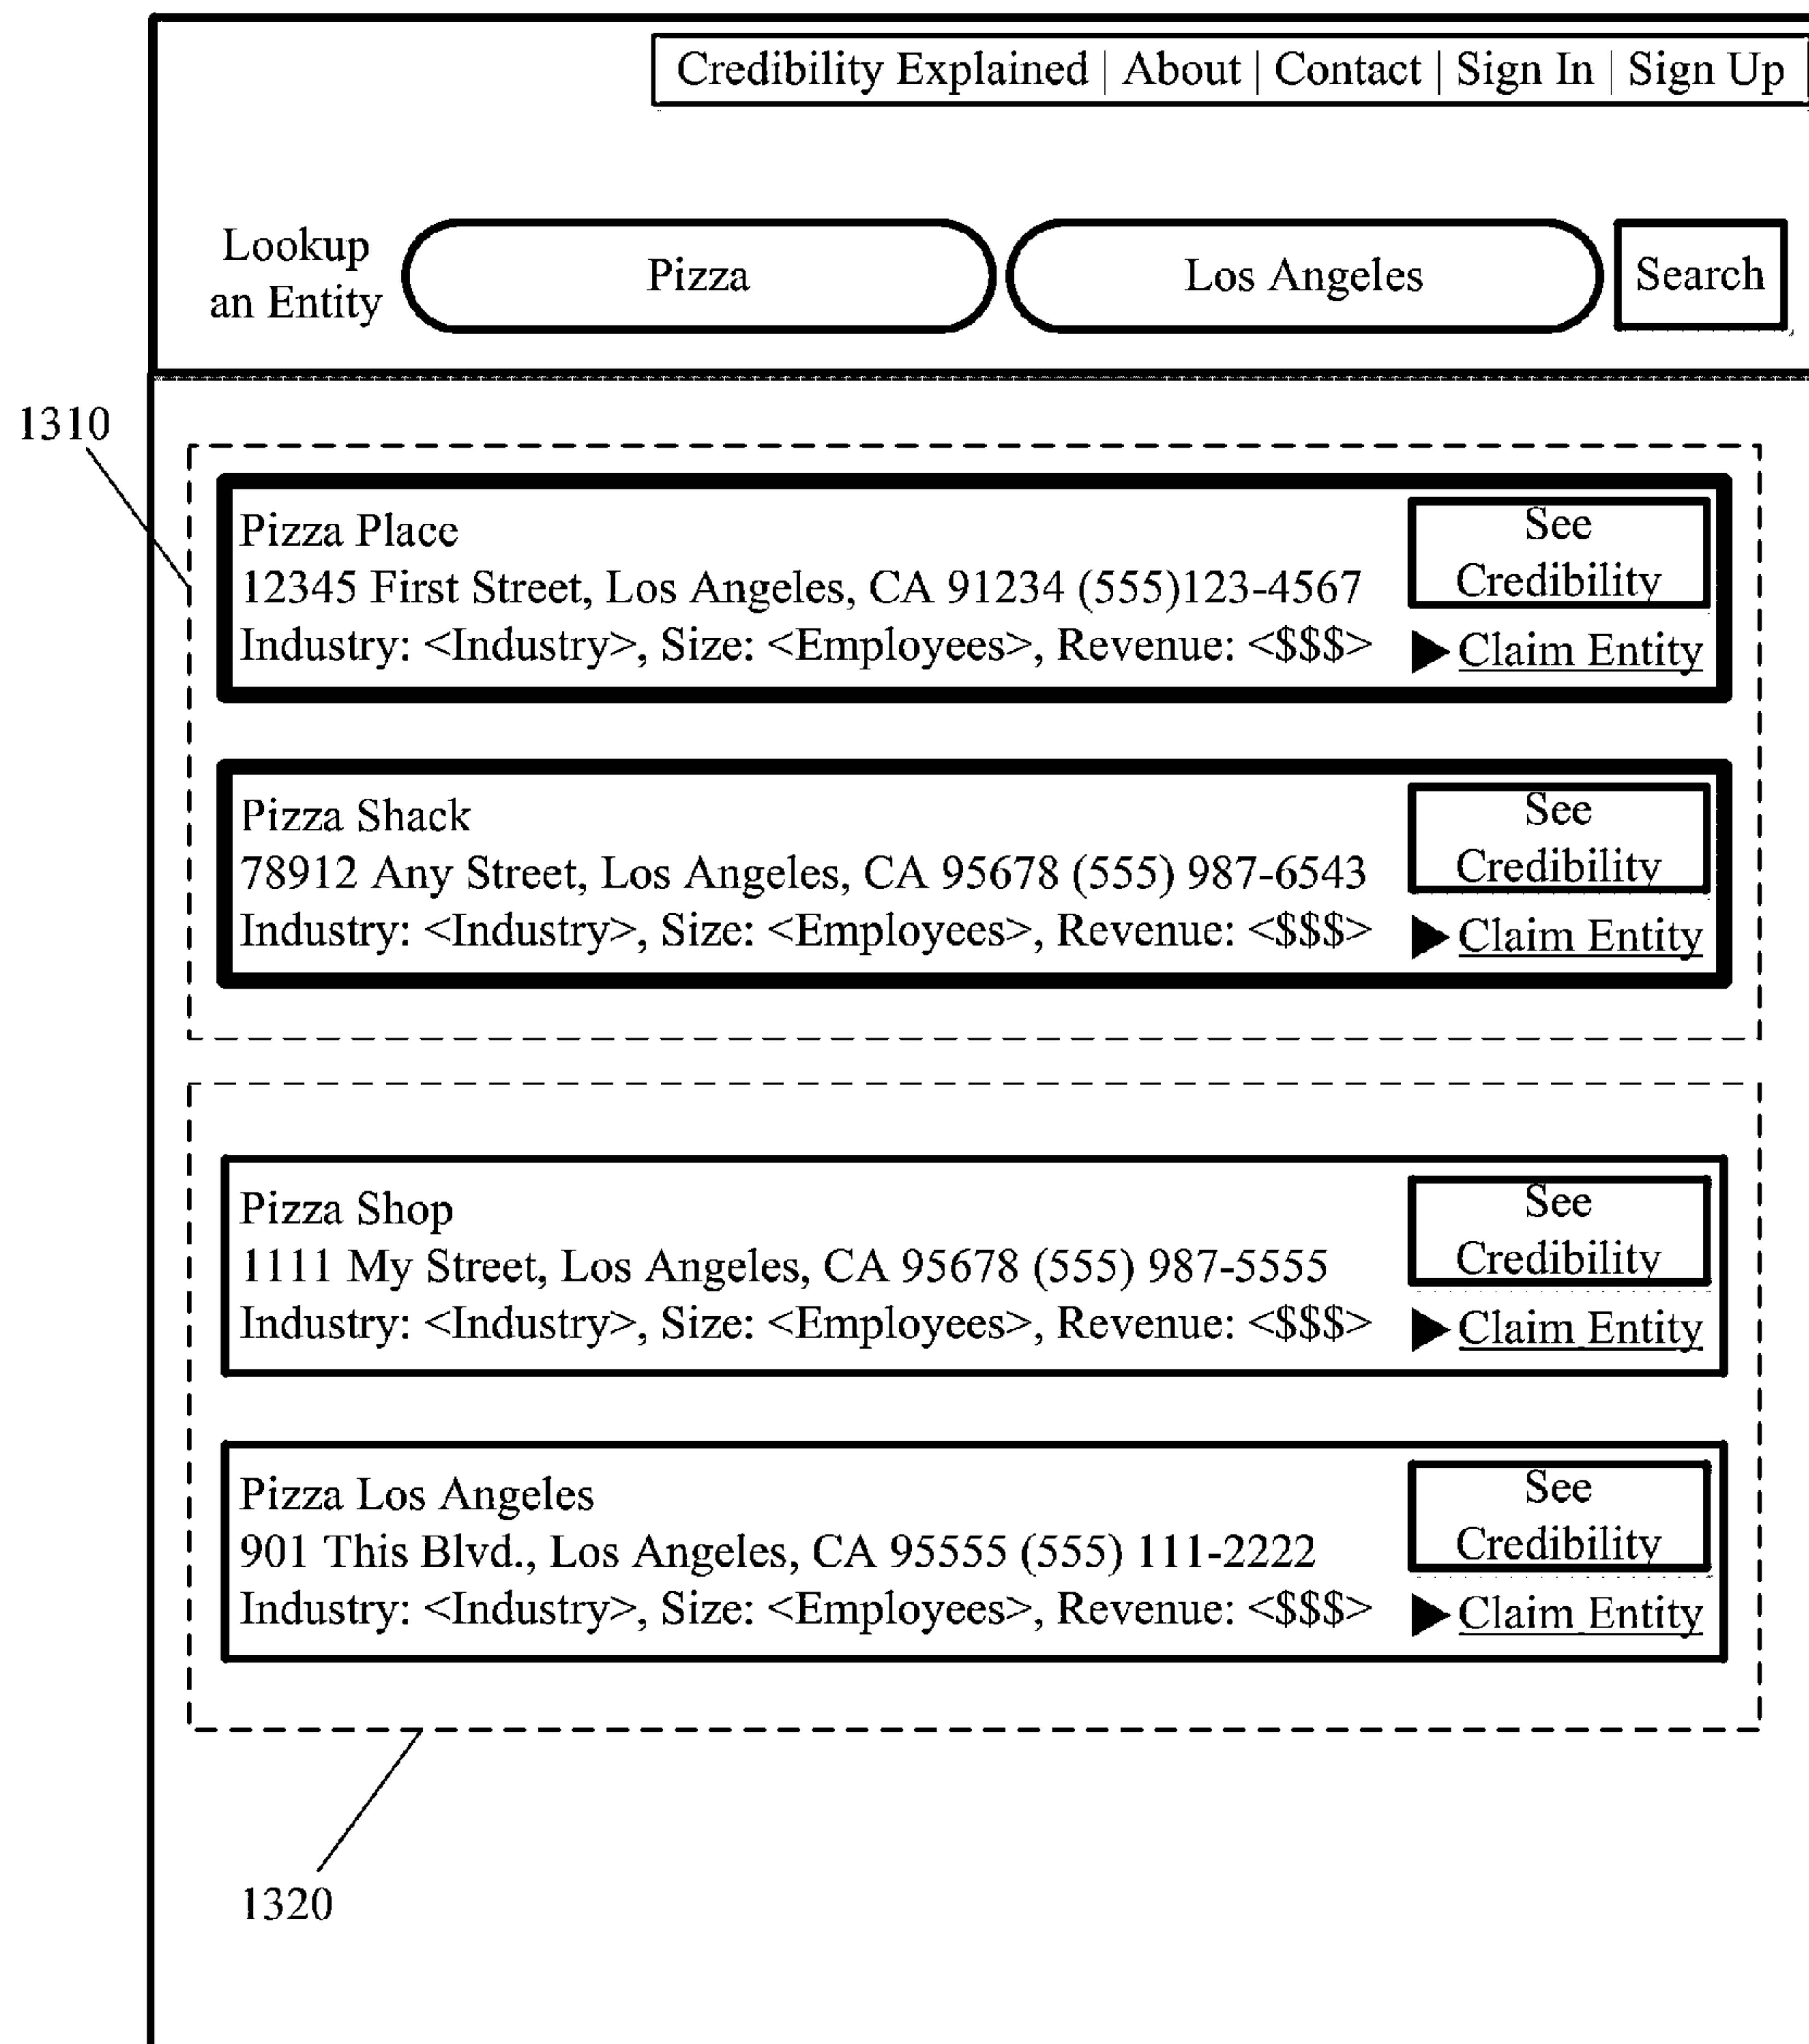 Credibility Explained | About | Contact | Sign In | Sign Up |
Lookup
an Entity
Pizza
Los Angeles
Search
1310
Pizza Place
12345 First Street, Los Angeles, CA 91234 (555)123-4567
Industry: <Industry>, Size: <Employees>, Revenue: <$$$>
See
Credibility
Claim Entity
Pizza Shack
78912 Any Street, Los Angeles, CA 95678 (555) 987-6543
Industry: <Industry>, Size: <Employees>, Revenue: <$$$>
See
Credibility
Claim Entity
Pizza Shop
1111 My Street, Los Angeles, CA 95678 (555) 987-5555
Industry: <Industry>, Size: <Employees>, Revenue: <$$$>
See
Credibility
Claim Entity
Pizza Los Angeles
901 This Blvd., Los Angeles, CA 95555 (555) 111-2222
Industry: <Industry>, Size: <Employees>, Revenue: <$$$>
See
Credibility
Claim Entity
1320